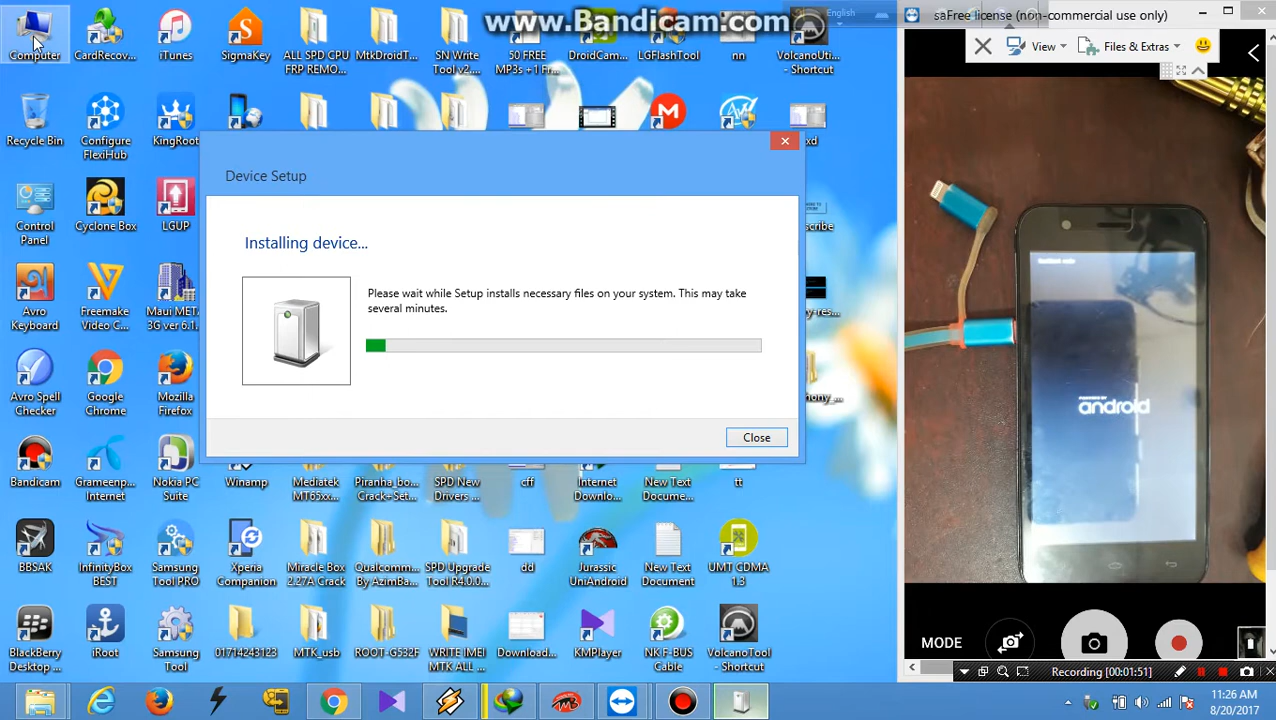 www.Bandicam.com
English
saFree license (non-commercial use only)
View
Files & Extras
Computer
CardRecov...
iTunes
SigmaKey
ALL SPD CPU
FRP REMO...
MtkDroidT...
SN Write
Tool v2...
50 FREE
MP3s +1 Fr...
DroidCam...
LGFlashTool
nn
VolcanoUti...
- Shortcut
Recycle Bin
Configure
FlexiHub
KingRoot
xd
Device Setup
Installing device...
Please wait while Setup installs necessary files on your system. This may take
several minutes.
Close
Control
Panel
Cyclone Box
LGUP
Avro
Keyboard
Freemake
Video C...
Maui META
3G ver 6.1...
Avro Spell
Checker
Google
Chrome
Mozilla
Firefox
POWERED BY
android
Bandicam
Grameenp...
Internet
Nokia PC
Suite
Winamp
Mediatek
MT65xx...
Piranha_bo...
Crack+Set...
SPD New
Drivers ...
cff
Internet
Downlo...
New Text
Docume...
LGUP
tt
BBSAK
InfinityBox
BEST
Samsung
Tool PRO
Xperia
Companion
Miracle Box
2.27A Crack
Qualcomm...
By AzimBa...
SPD Upgrade
Tool R4.0.0...
dd
Jurassic
UniAndroid
New Text
Document
UMT CDMA
1.3
BlackBerry
Desktop ...
iRoot
Samsung
Tool
01714243123
MTK_usb
ROOT-G532F
WRITE IMEI
MTK ALL ...
Download...
KMPlayer
NK-F-BUS
Cable
VolcanoTool
- Shortcut
MODE
Recording [00:01:51]
11:26 AM
8/20/2017